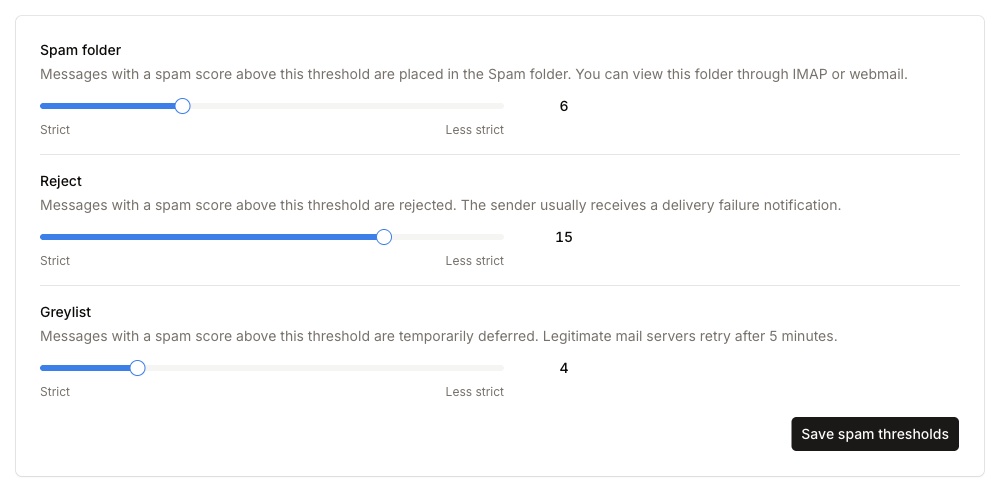 Spam folder
Messages with a spam score above this threshold are placed in the Spam folder. You can view this folder through IMAP or webmail.
6
Strict Less strict
Reject
Messages with a spam score above this threshold are rejected. The sender usually receives a delivery failure notification.
15
Strict Less strict
Greylist
Messages with a spam score above this threshold are temporarily deferred. Legitimate mail servers retry after 5 minutes.
4
Strict Less strict
Save spam thresholds